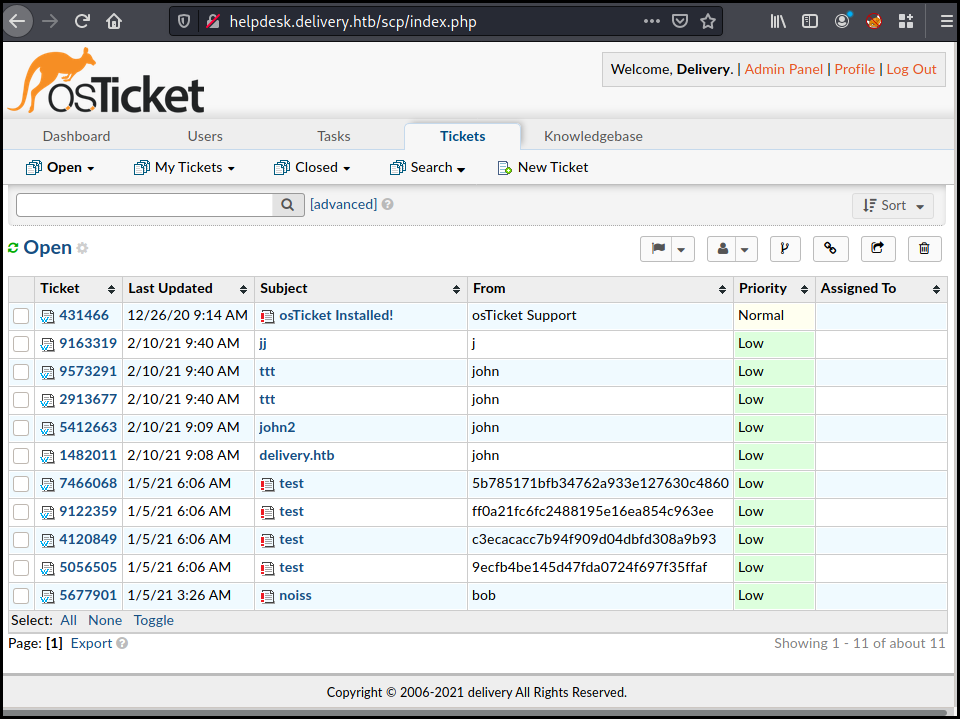 helpdesk.delivery.htb/scp/index.php
osTicket
Welcome, Delivery. | Admin Panel | Profile | Log Out
Dashboard Users Tasks Tickets Knowledgebase
Open My Tickets Closed Search New Ticket
[advanced] Sort
Open
Ticket Last Updated Subject From Priority Assigned To
431466 12/26/20 9:14 AM osTicket Installed! osTicket Support Normal
9163319 2/10/21 9:40 AM jj j Low
9573291 2/10/21 9:40 AM ttt john Low
2913677 2/10/21 9:40 AM ttt john Low
5412663 2/10/21 9:09 AM john2 john Low
1482011 2/10/21 9:08 AM delivery.htb john Low
7466068 1/5/21 6:06 AM test 5b785171bfb34762a933e127630c4860 Low
9122359 1/5/21 6:06 AM test ff0a21fc6fc2488195e16ea854c963ee Low
4120849 1/5/21 6:06 AM test c3ecacacc7b94f909d04dbfd308a9b93 Low
5056505 1/5/21 6:06 AM test 9ecfb4be145d47fda0724f697f35ffaf Low
5677901 1/5/21 3:26 AM noiss bob Low
Select: All None Toggle
Page: [1] Export Showing 1 - 11 of about 11
Copyright © 2006-2021 delivery All Rights Reserved.